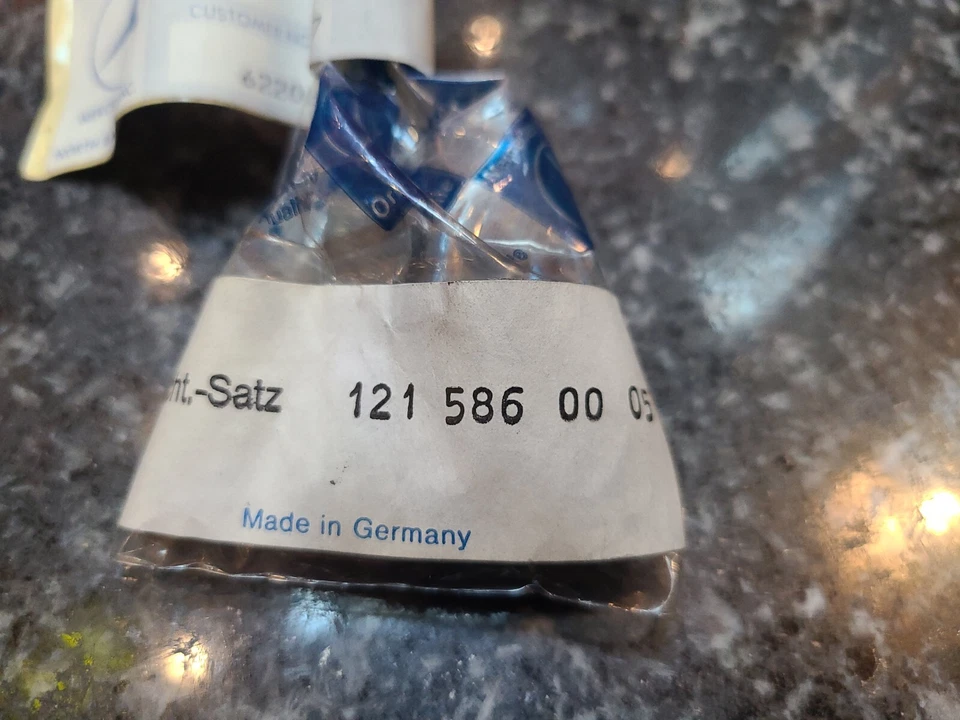 CUSTOMER
6220
nt.-Satz 121 586 00 05
Made in Germany